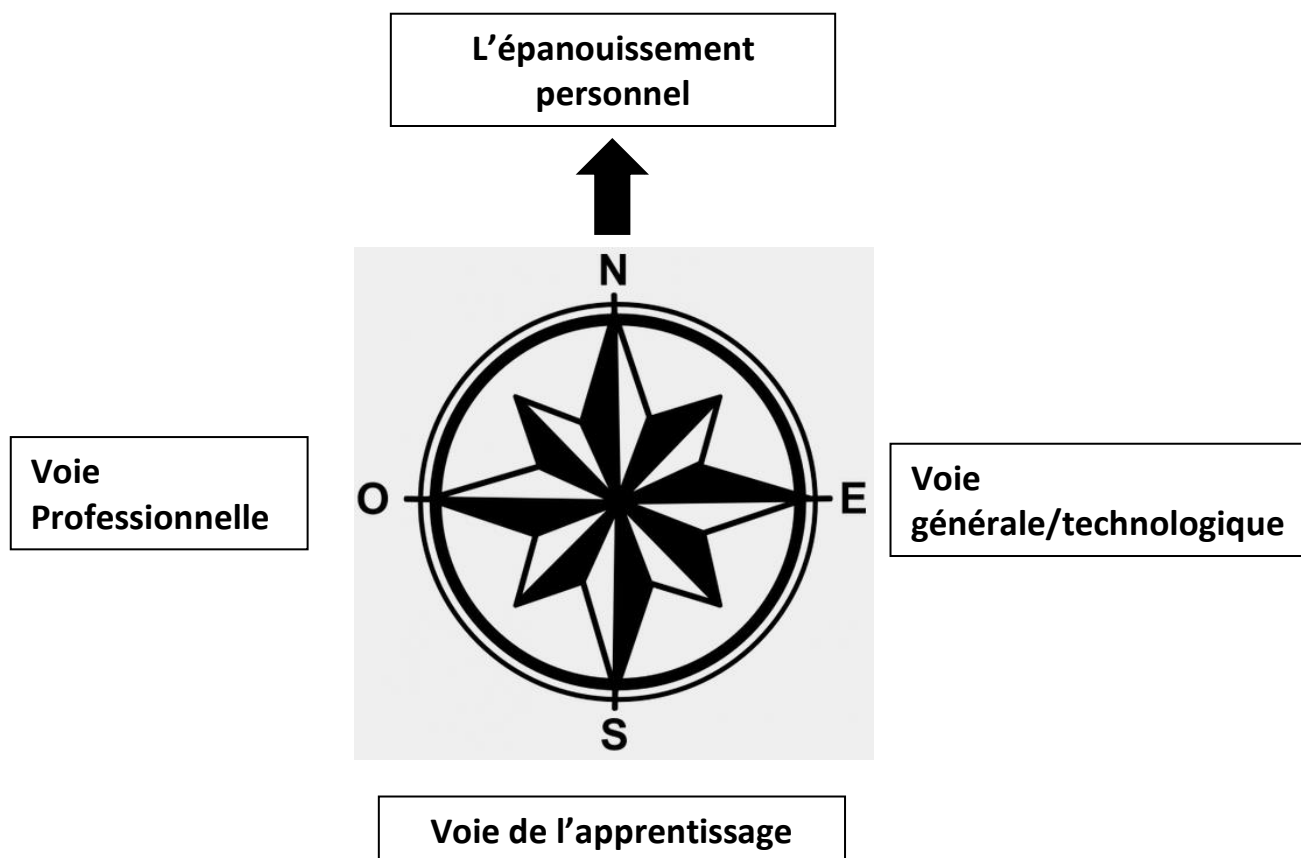 L’épanouissement
personnel
N
Voie
Professionnelle
O
E
Voie
générale/technologique
S
Voie de l’apprentissage